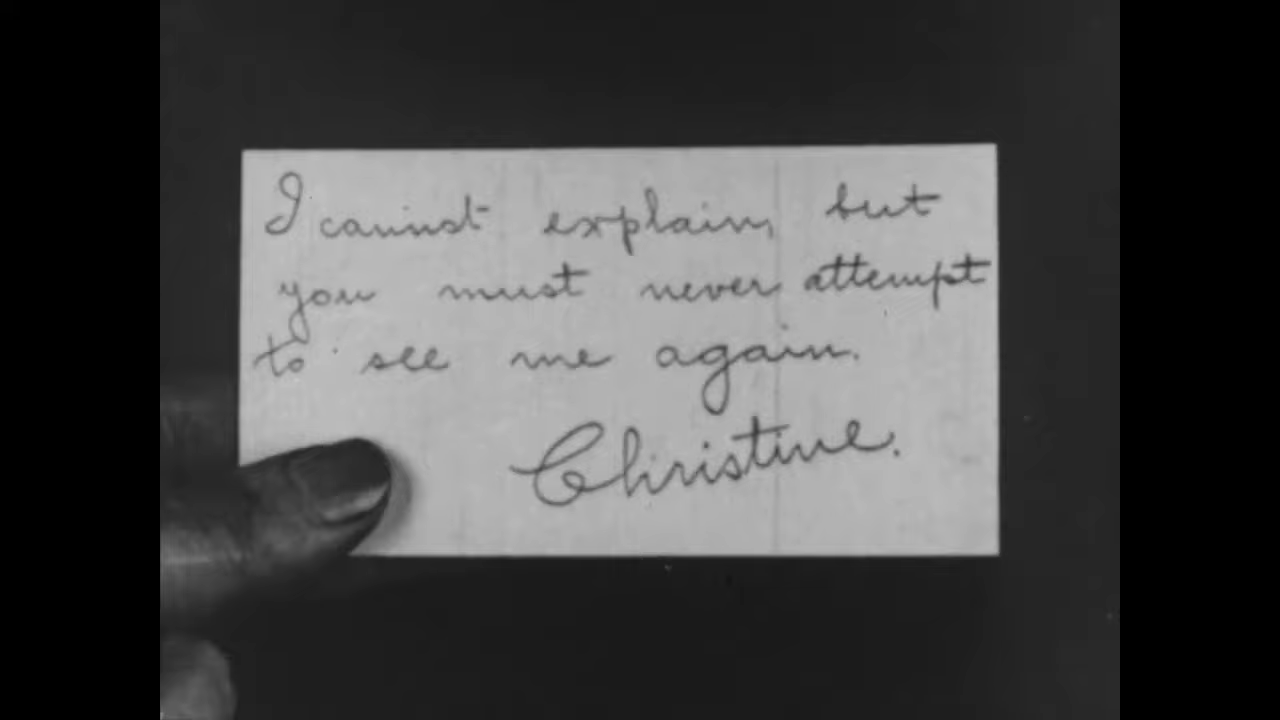 I cannot explain, but
you must never attempt
to see me again.
Christine.